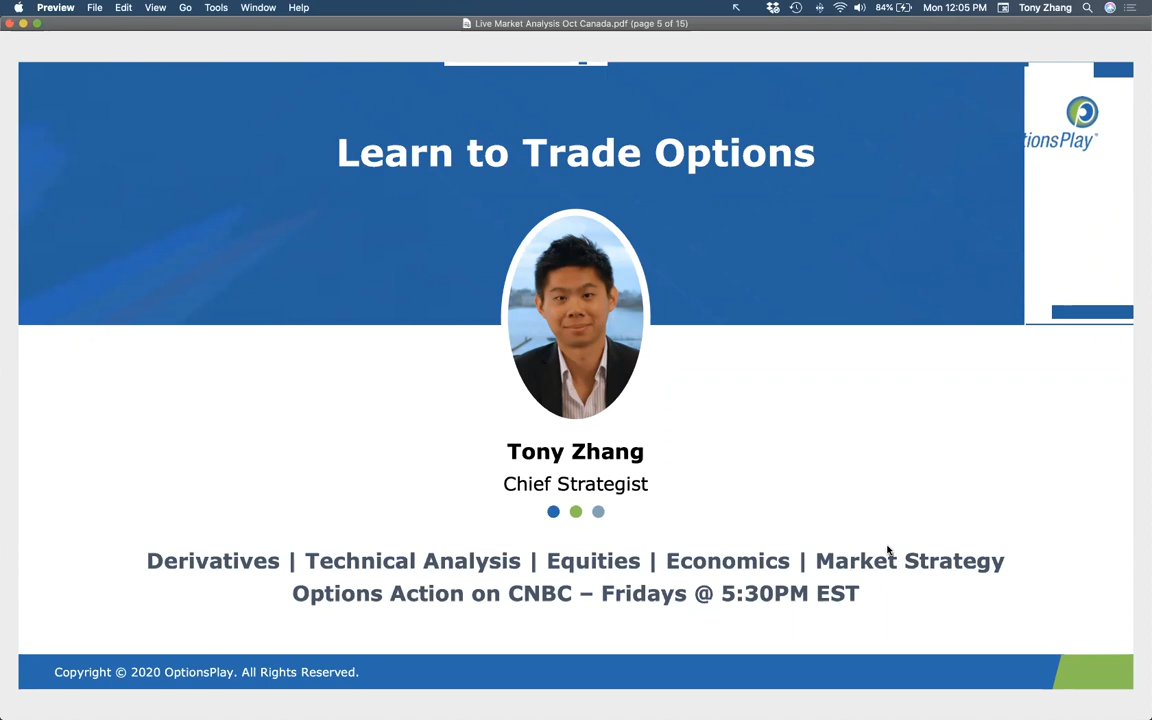 Preview File Edit View Go Tools Window Help 84% Mon 12:05 PM Tony Zhang
Live Market Analysis Oct Canada.pdf (page 5 of 15)
Learn to Trade Options
tionsPlay
Tony Zhang
Chief Strategist
Derivatives | Technical Analysis | Equities | Economics | Market Strategy
Options Action on CNBC – Fridays @ 5:30PM EST
Copyright © 2020 OptionsPlay. All Rights Reserved.